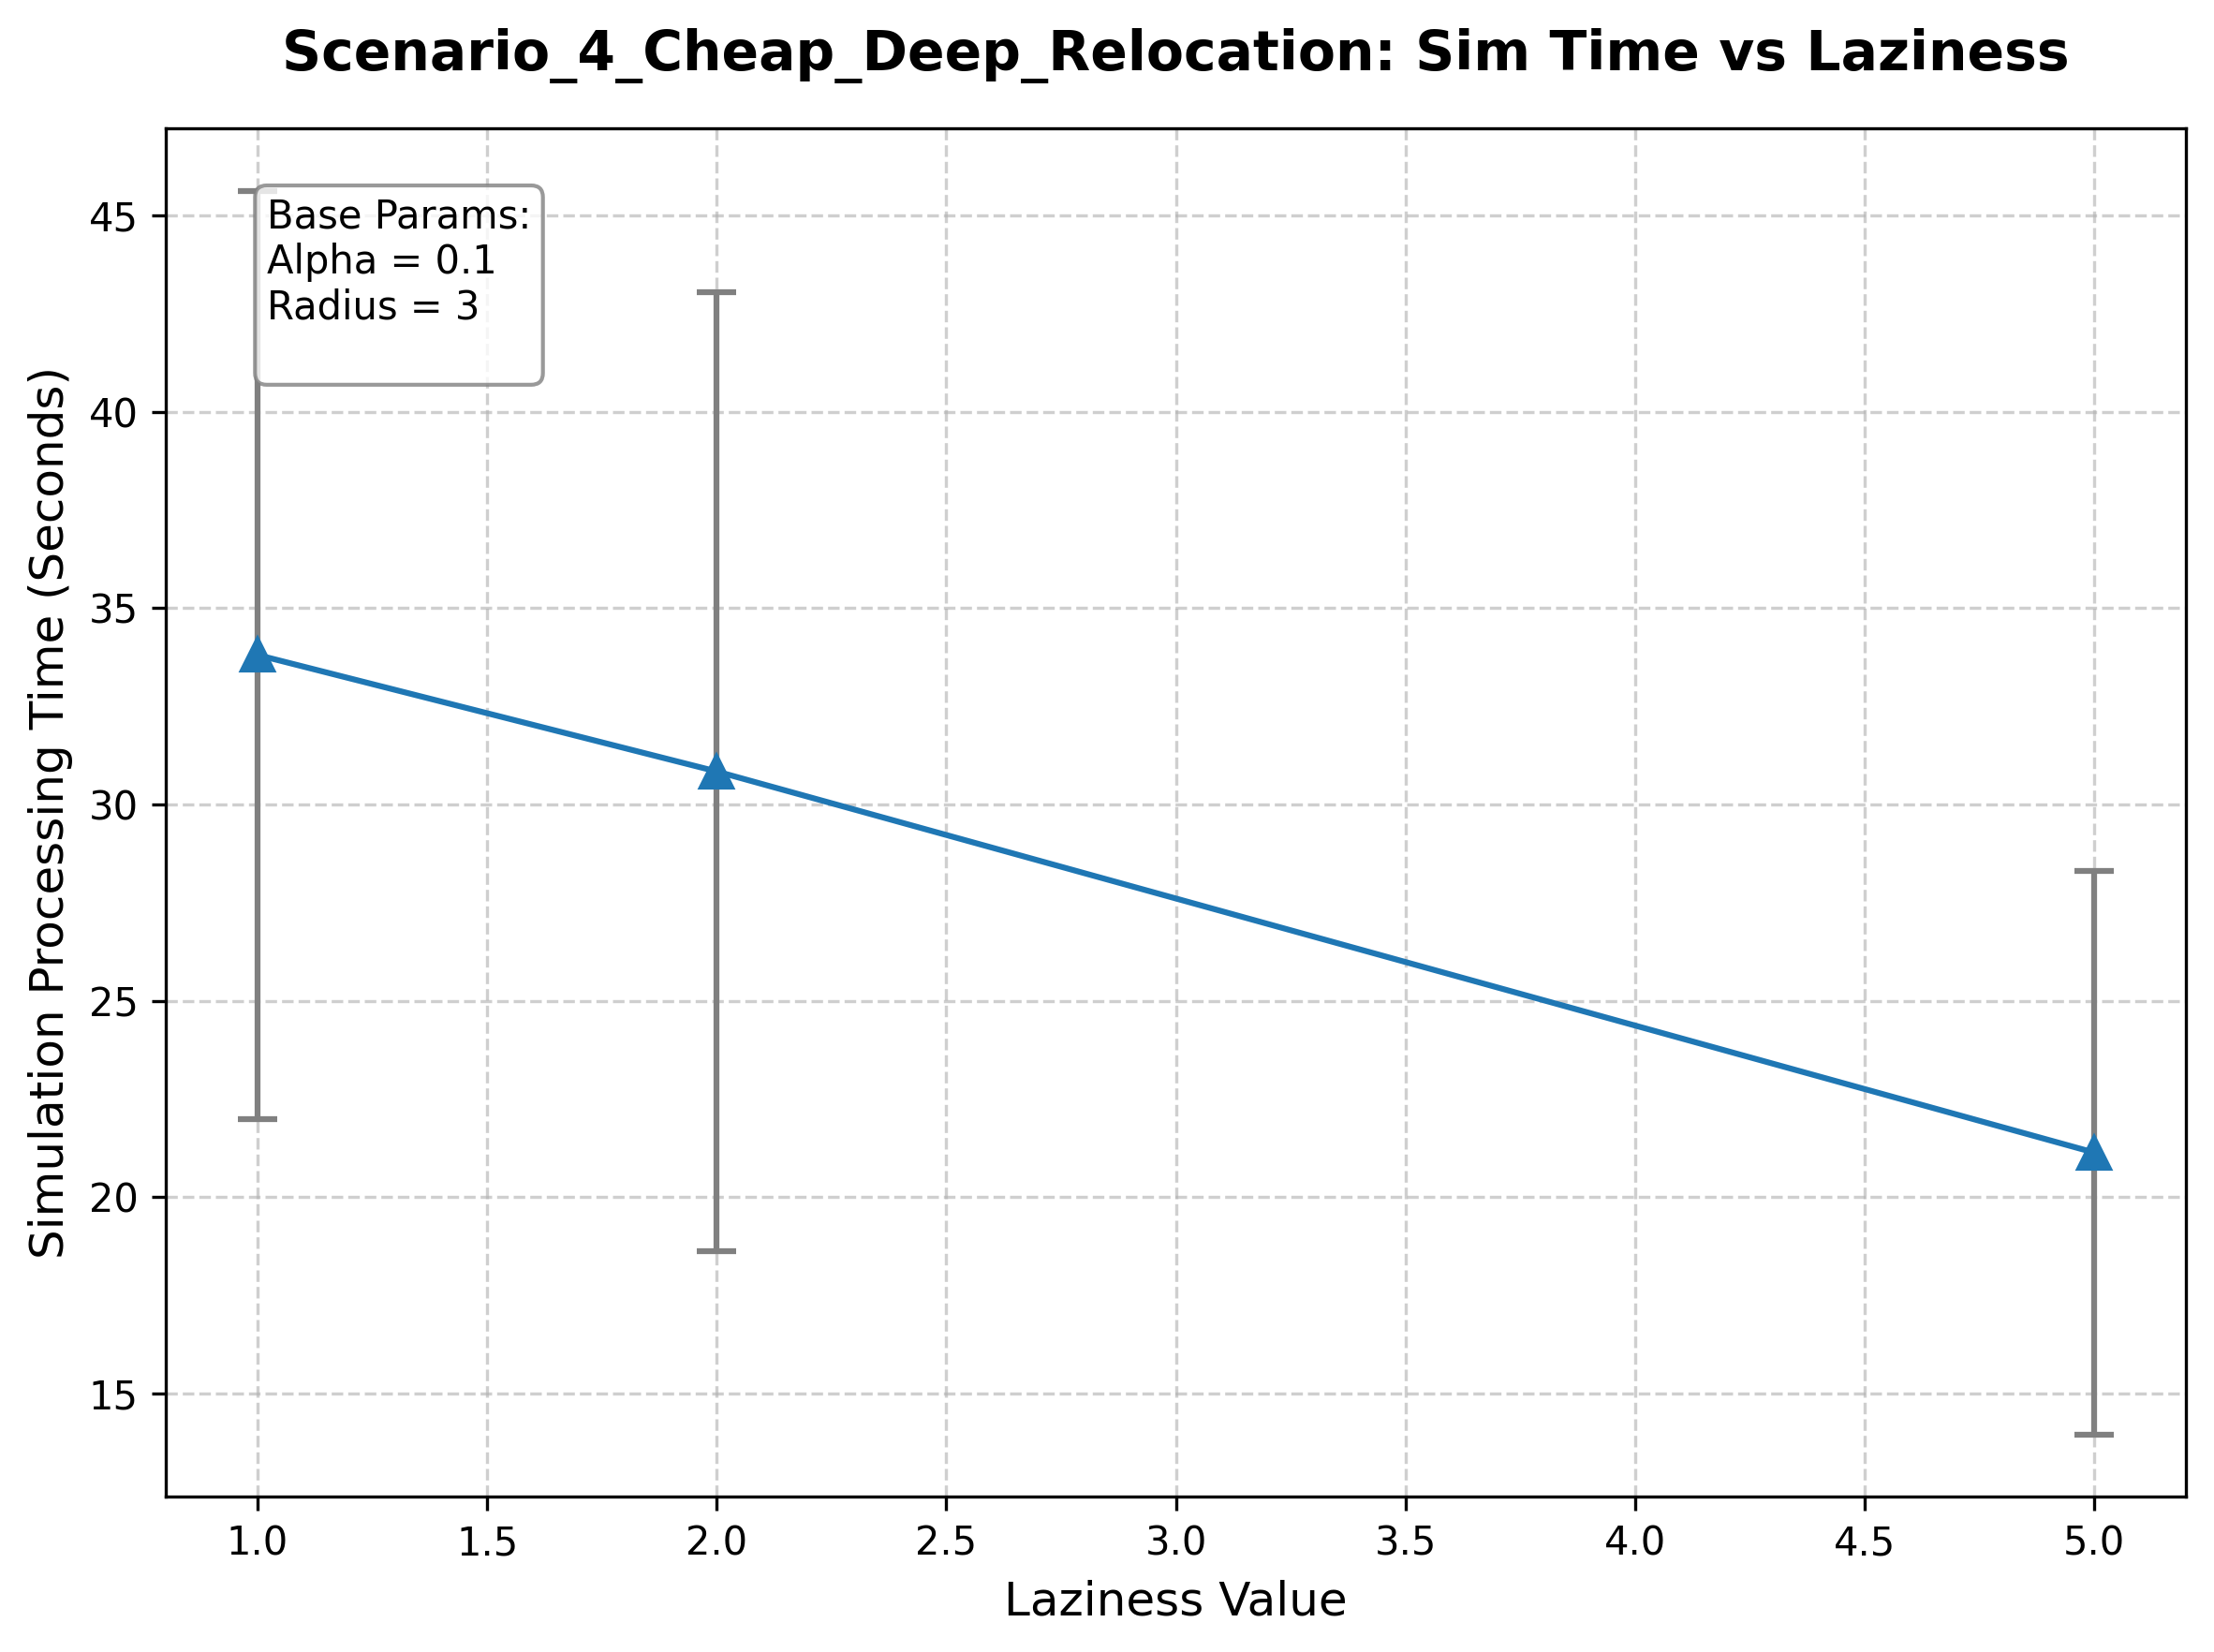 Scenario_4_Cheap_Deep_Relocation: Sim Time vs Laziness
Base Params:
Alpha = 0.1
Radius = 3
Simulation Processing Time (Seconds)
45
40
35
30
25
20
15
1.0 1.5 2.0 2.5 3.0 3.5 4.0 4.5 5.0
Laziness Value